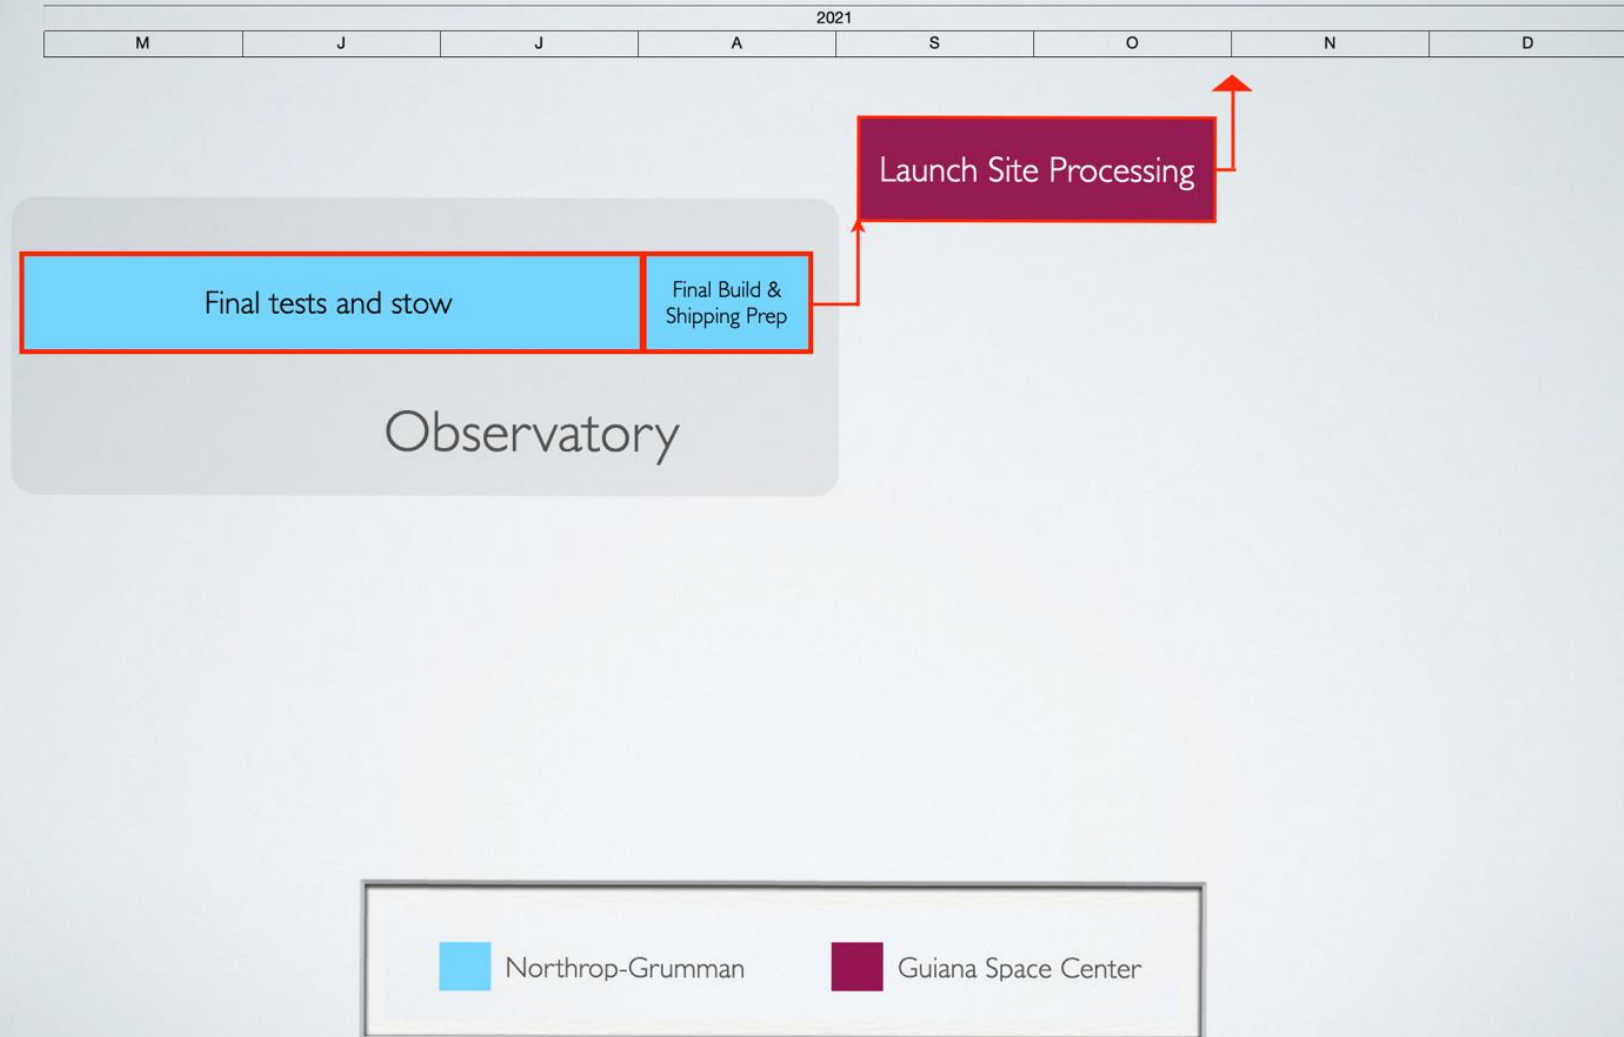 2021
M J J A S O N D
Launch Site Processing
Final tests and stow
Final Build &
Shipping Prep
Observatory
Northrop-Grumman
Guiana Space Center